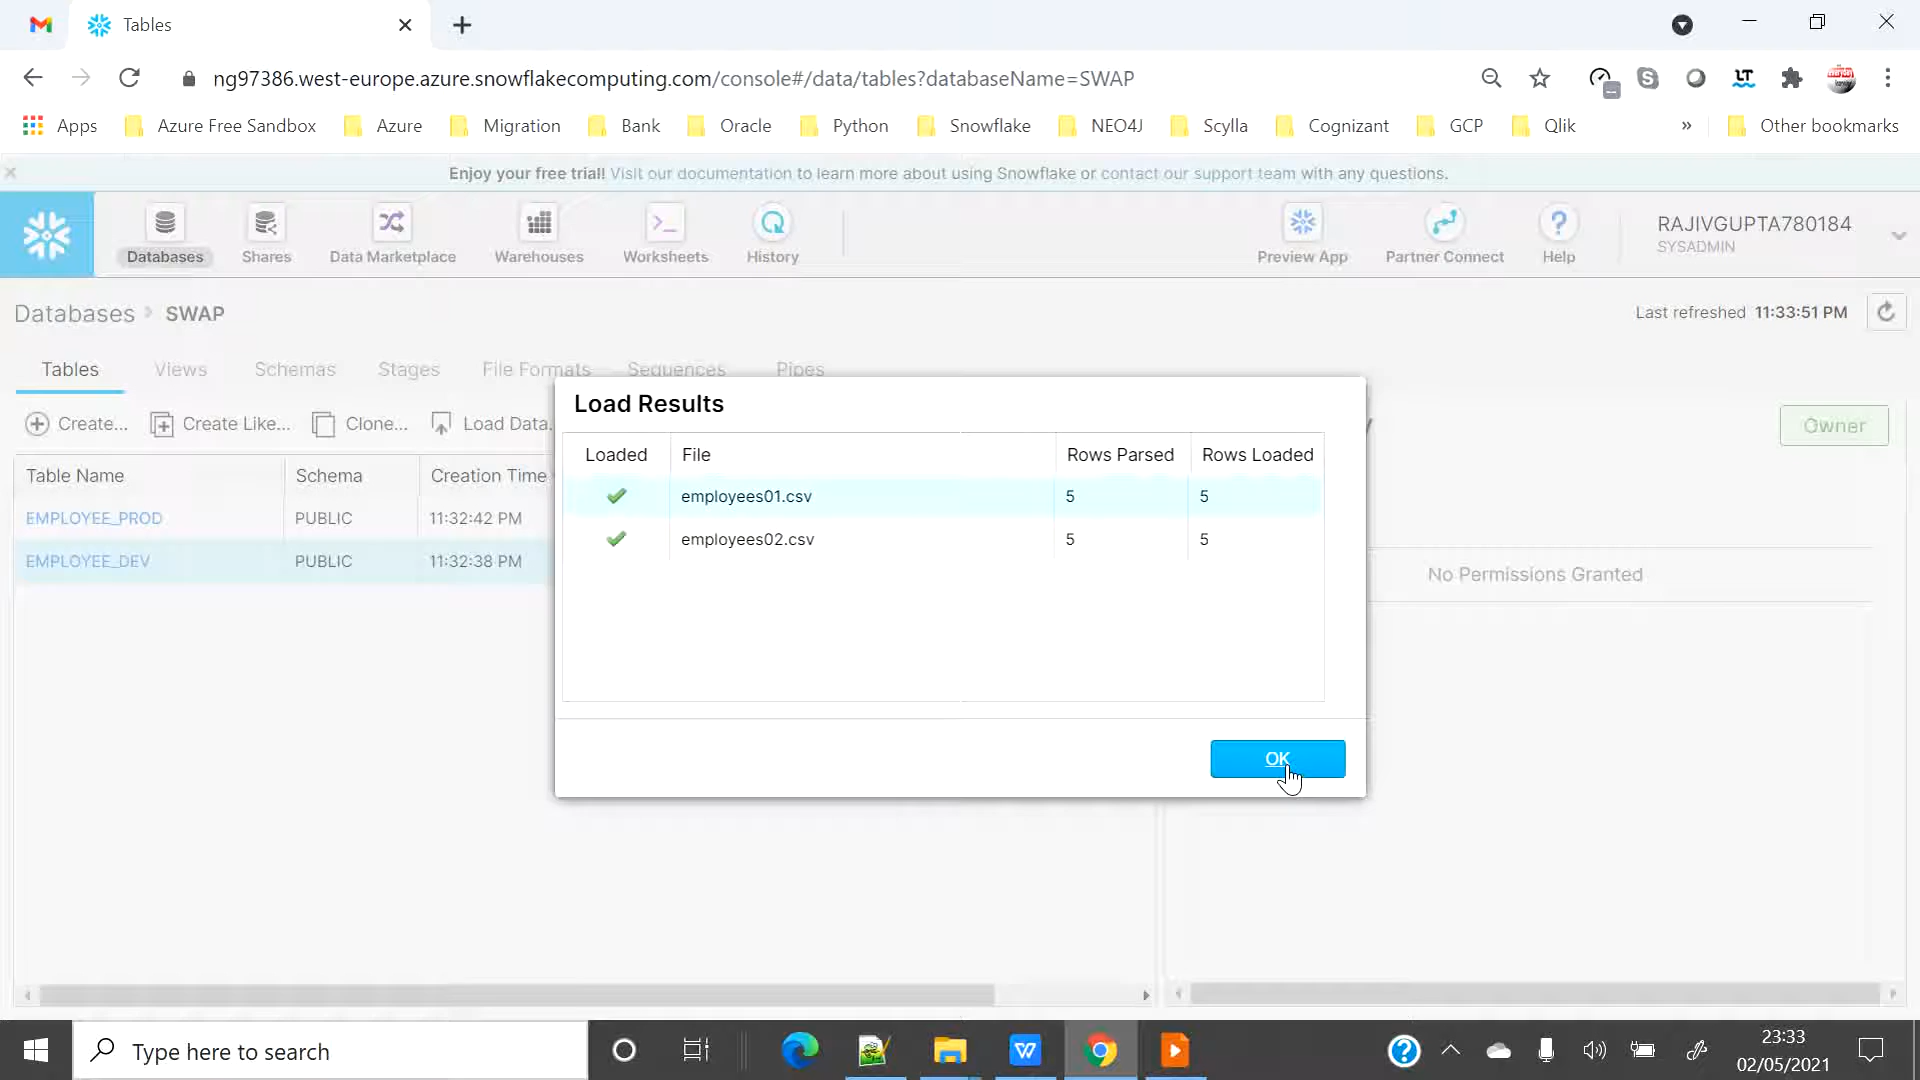 Tables
ng97386.west-europe.azure.snowflakecomputing.com/console#/data/tables?databaseName=SWAP
Apps Azure Free Sandbox Azure Migration Bank Oracle Python Snowflake NEO4J Scylla Cognizant GCP Qlik » Other bookmarks
Enjoy your free trial! Visit our documentation to learn more about using Snowflake or contact our support team with any questions.
Databases Shares Data Marketplace Warehouses Worksheets History Preview App Partner Connect Help
RAJIVGUPTA780184
SYSADMIN
Databases SWAP
Last refreshed 11:33:51 PM
Tables Views Schemas Stages File Formats Sequences Pipes
Create... Create Like... Clone... Load Data.
Owner
Table Name Schema Creation Time
EMPLOYEE_PROD PUBLIC 11:32:42 PM
EMPLOYEE_DEV PUBLIC 11:32:38 PM
Load Results
Loaded File Rows Parsed Rows Loaded
employees01.csv 5 5
employees02.csv 5 5
OK
No Permissions Granted
Type here to search
23:33
02/05/2021